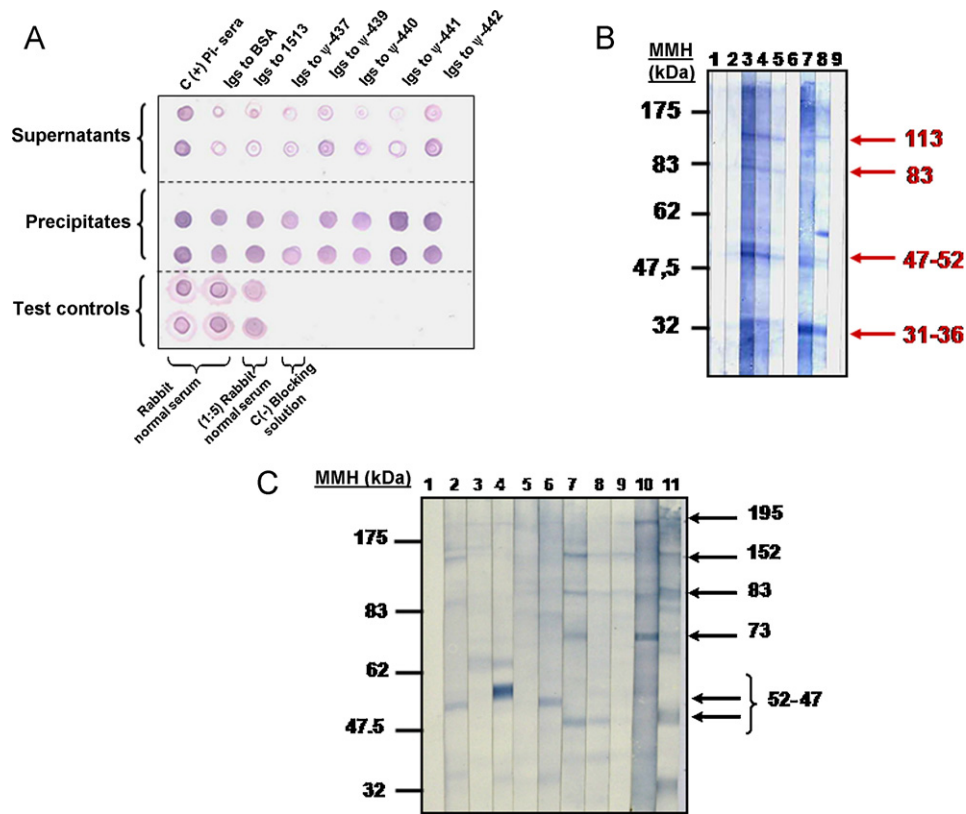 A
C (+) Pi- sera
Igs to BSA
Igs to 1513
Igs to ψ-437
Igs to ψ-439
Igs to ψ-440
Igs to ψ-441
Igs to ψ-442
Supernatants
Precipitates
Test controls
Rabbit
normal serum
(1:5) Rabbit
normal serum
C(-) Blocking
solution
B
MMH
(kDa)
1 2 3 4 5 6 7 8 9
175
83
62
47,5
32
113
83
47-52
31-36
C
MMH (kDa)
1 2 3 4 5 6 7 8 9 10 11
175
83
62
47.5
32
195
152
83
73
52-47